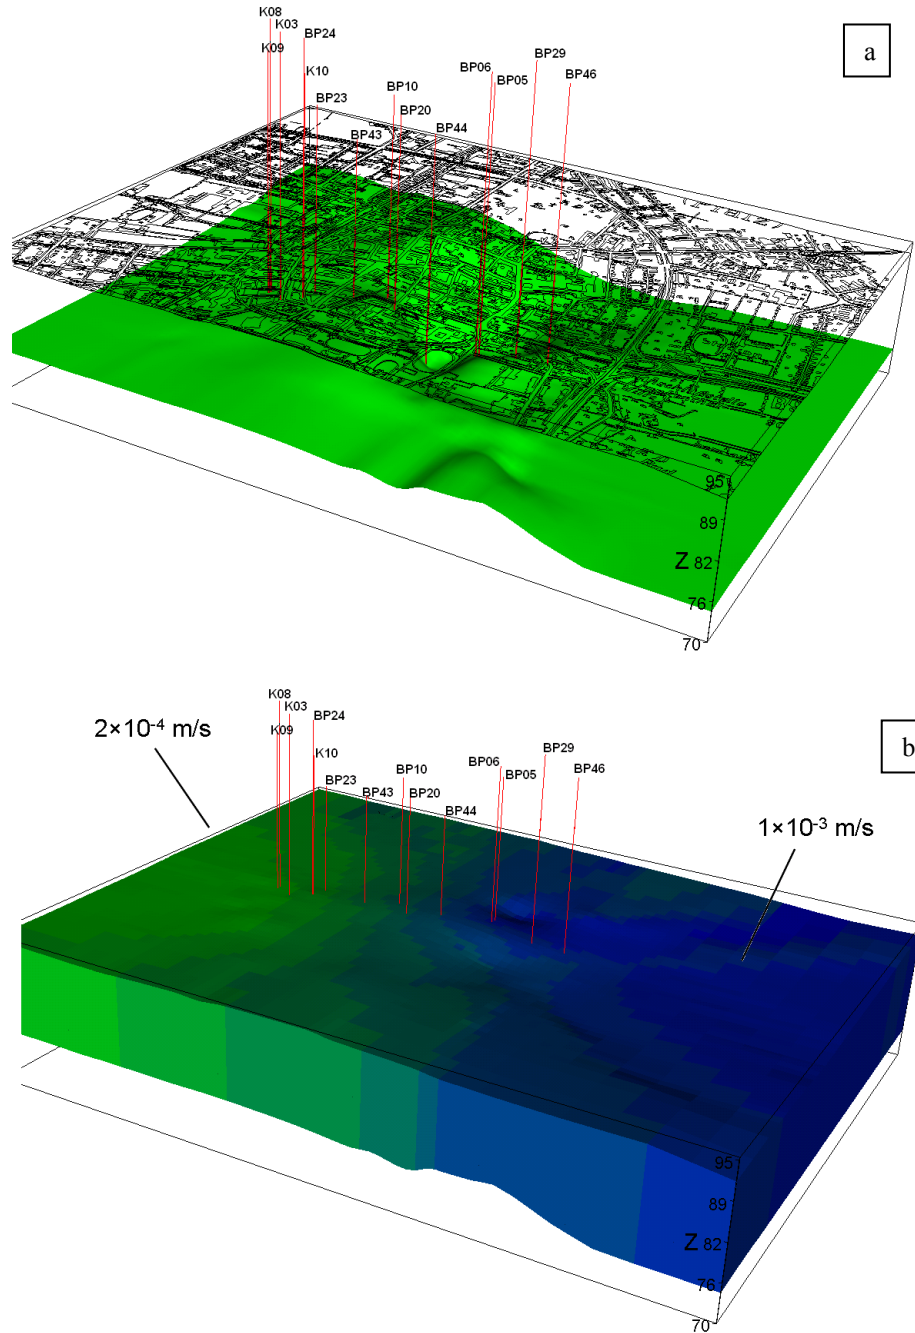 K08
K03
BP24
a
K09
BP29
BP06
K10
BP46
BP05
BP10
BP23
BP20
BP44
BP43
95
89
Z 82
76
70
K08
K03
2×10⁻⁴ m/s
BP24
K09
b
K10
BP29
BP06
BP46
BP23
BP10
BP05
BP43
BP20
BP44
1×10⁻³ m/s
95
89
Z 82
76
70